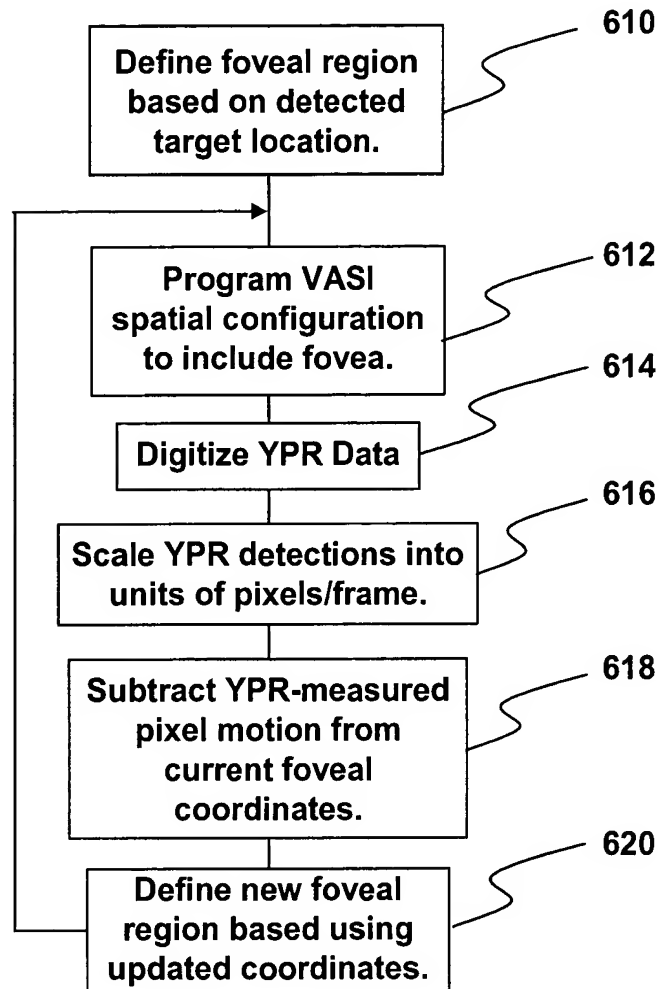 610
Define foveal region
based on detected
target location.
612
Program VASI
spatial configuration
to include fovea.
614
Digitize YPR Data
616
Scale YPR detections into
units of pixels/frame.
618
Subtract YPR-measured
pixel motion from
current foveal
coordinates.
620
Define new foveal
region based using
updated coordinates.